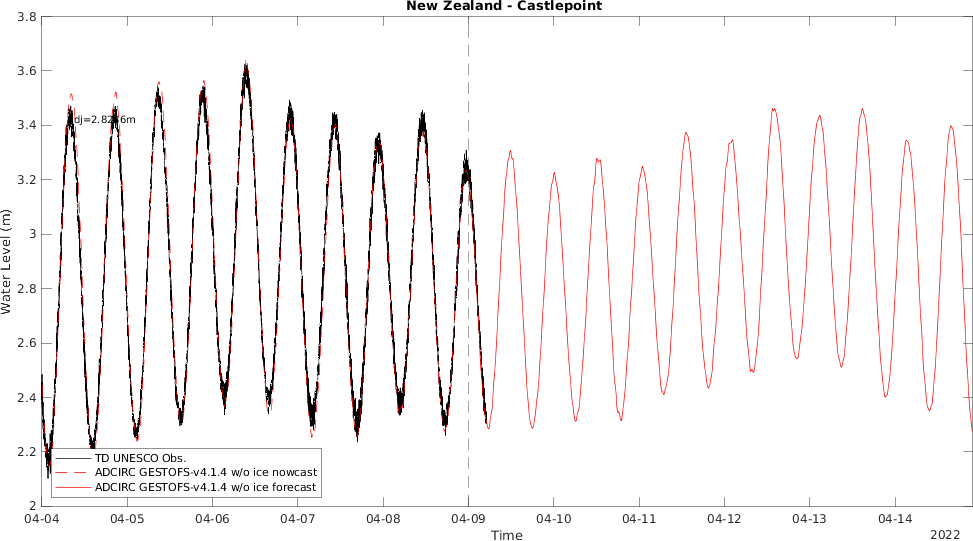 New Zealand - Castlepoint
3.8
3.6
3.4
3.2
3
2.8
2.6
2.4
2.2
2
Water Level (m)
TD UNESCO Obs.
ADCIRC GESTOFS-v4.1.4 w/o ice nowcast
ADCIRC GESTOFS-v4.1.4 w/o ice forecast
04-04 04-05 04-06 04-07 04-08 04-09 04-10 04-11 04-12 04-13 04-14
Time
2022